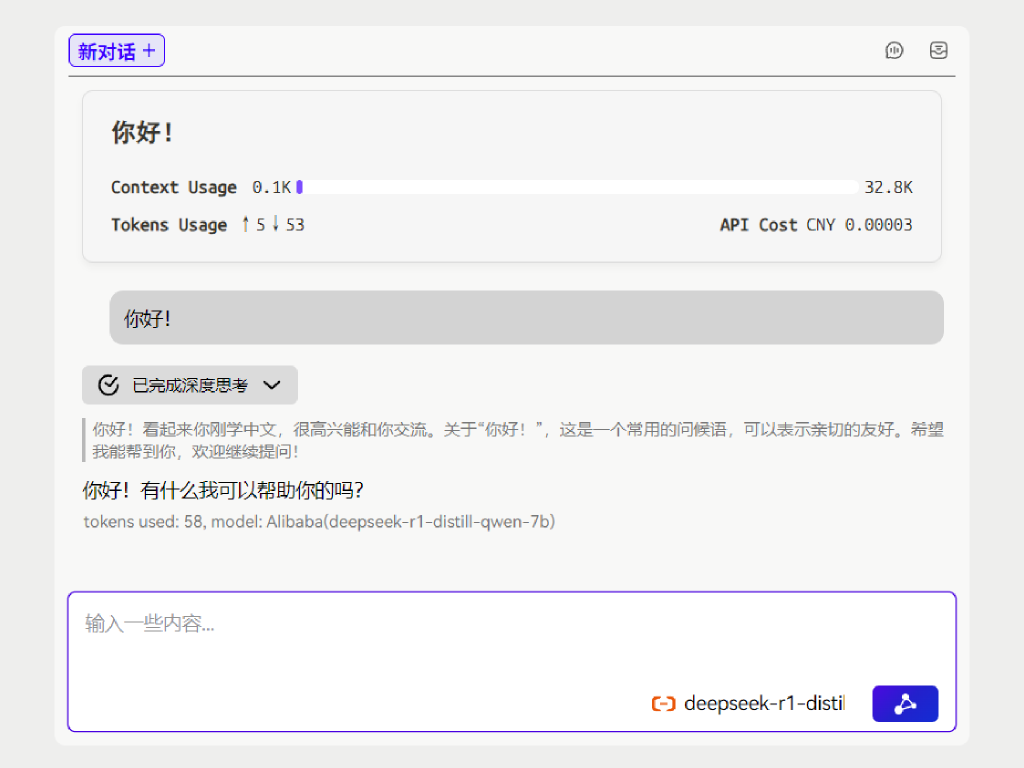 新对话 +
你好！
Context Usage 0.1K 32.8K
Tokens Usage ↑ 5 ↓ 53 API Cost CNY 0.00003
你好！
已完成深度思考
你好！看起来你刚学中文，很高兴能和你交流。关于“你好！”，这是一个常用的问候语，可以表示亲切的友好。希望
我能帮到你，欢迎继续提问！
你好！有什么我可以帮助你的吗？
tokens used: 58, model: Alibaba(deepseek-r1-distill-qwen-7b)
输入一些内容...
deepseek-r1-distil